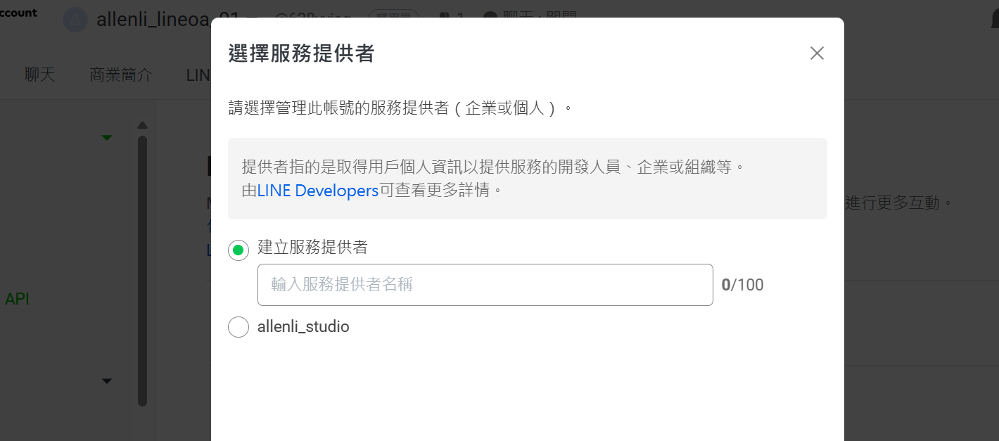 ccount
allenli_lineoa_01
1
聊天：關閉
聊天
商業簡介
LIN
選擇服務提供者
請選擇管理此帳號的服務提供者（企業或個人）。
提供者指的是取得用戶個人資訊以提供服務的開發人員、企業或組織等。
由LINE Developers可查看更多詳情。
進行更多互動。
建立服務提供者
輸入服務提供者名稱
0/100
API
allenli_studio